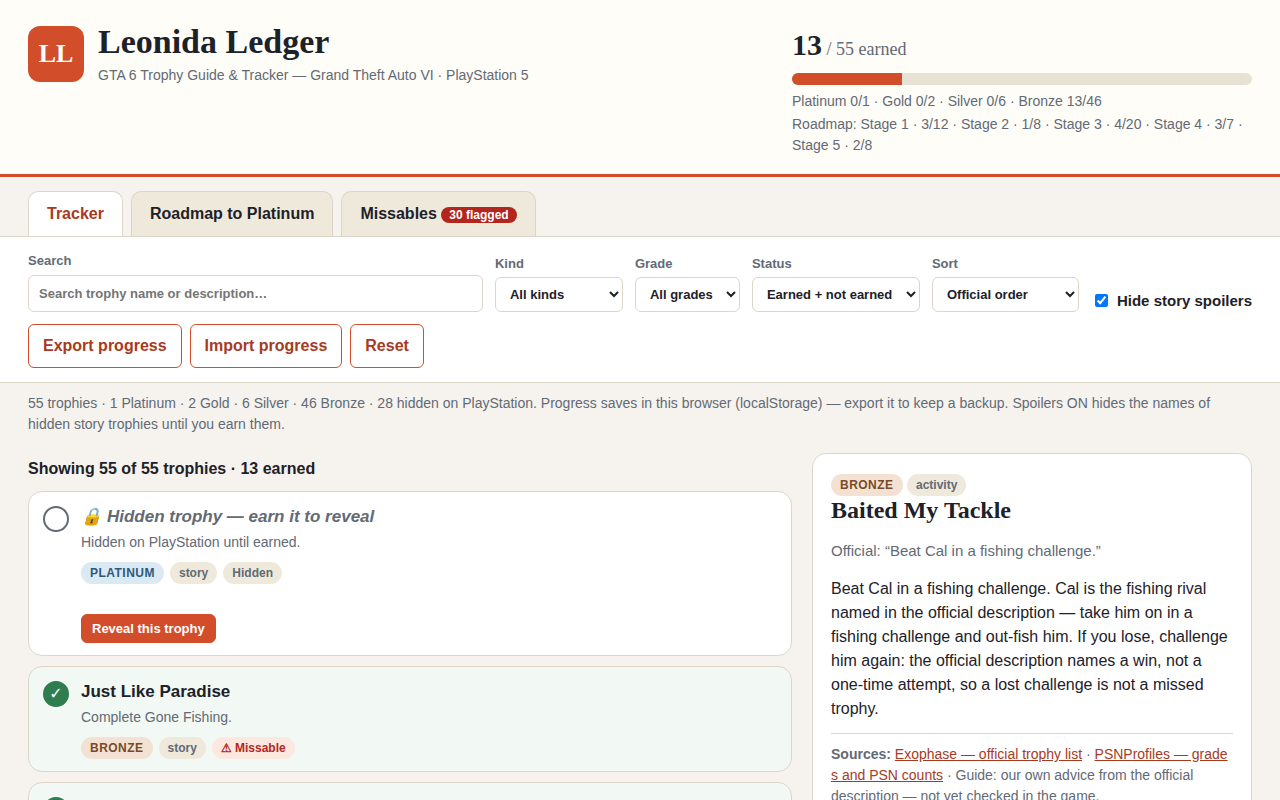 LL
Leonida Ledger
GTA 6 Trophy Guide & Tracker — Grand Theft Auto VI · PlayStation 5
13 / 55 earned
Platinum 0/1 · Gold 0/2 · Silver 0/6 · Bronze 13/46
Roadmap: Stage 1 · 3/12 · Stage 2 · 1/8 · Stage 3 · 4/20 · Stage 4 · 3/7 ·
Stage 5 · 2/8
Tracker
Roadmap to Platinum
Missables 30 flagged
Search
Search trophy name or description…
Kind
All kinds
Grade
All grades
Status
Earned + not earned
Sort
Official order
Hide story spoilers
Export progress
Import progress
Reset
55 trophies · 1 Platinum · 2 Gold · 6 Silver · 46 Bronze · 28 hidden on PlayStation. Progress saves in this browser (localStorage) — export it to keep a backup. Spoilers ON hides the names of
hidden story trophies until you earn them.
Showing 55 of 55 trophies · 13 earned
🔒 Hidden trophy — earn it to reveal
Hidden on PlayStation until earned.
PLATINUM story Hidden
Reveal this trophy
✓ Just Like Paradise
Complete Gone Fishing.
BRONZE story ⚠ Missable
BRONZE activity
Baited My Tackle
Official: “Beat Cal in a fishing challenge.”
Beat Cal in a fishing challenge. Cal is the fishing rival
named in the official description — take him on in a
fishing challenge and out-fish him. If you lose, challenge
him again: the official description names a win, not a
one-time attempt, so a lost challenge is not a missed
trophy.
Sources: Exophase — official trophy list · PSNProfiles — grade
s and PSN counts · Guide: our own advice from the official
description — not yet checked in the game.